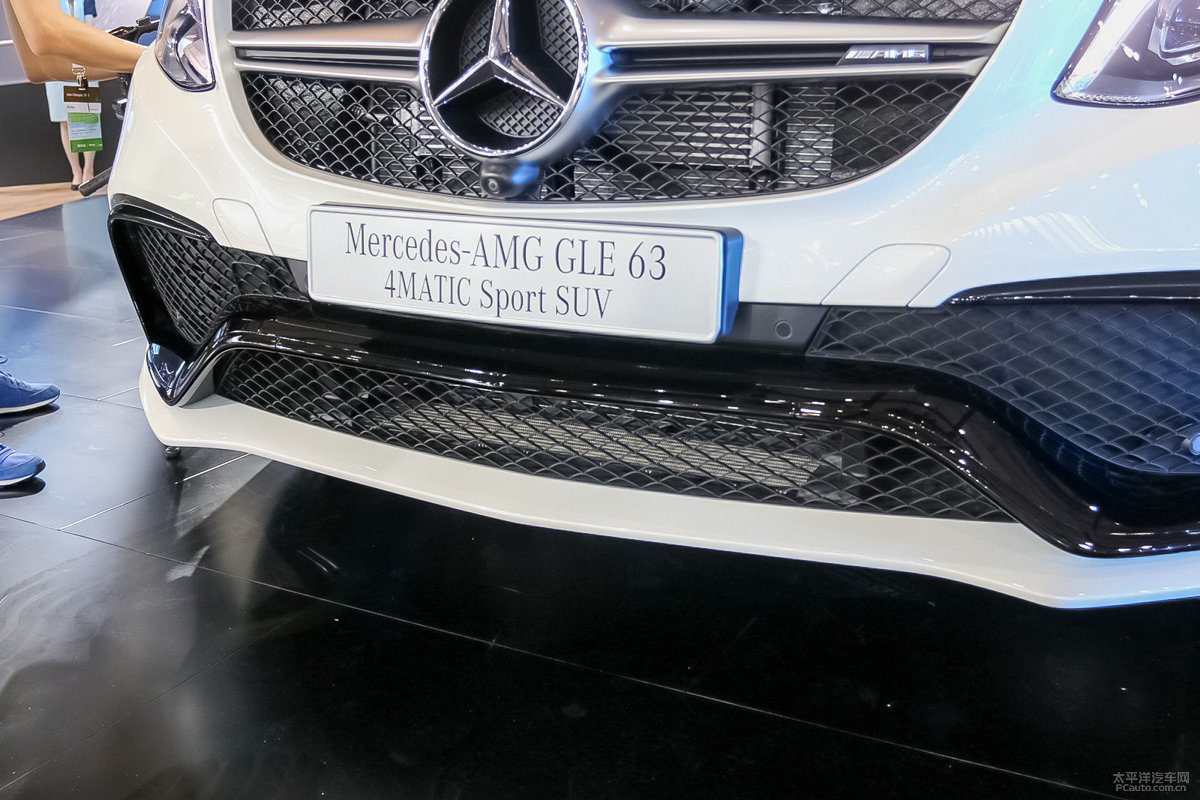 AMG
Mercedes-AMG GLE 63
4MATIC Sport SUV
太平洋汽车网
PCauto.com.cn